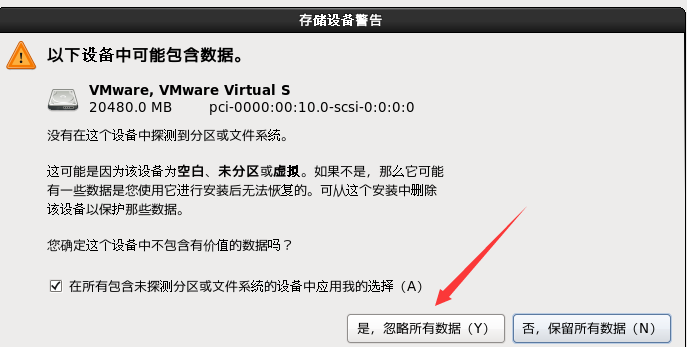 存储设备警告
以下设备中可能包含数据。
VMware, VMware Virtual S
20480.0 MB pci-0000:00:10.0-scsi-0:0:0:0
没有在这个设备中探测到分区或文件系统。
这可能是因为该设备为空白、未分区或虚拟。如果不是，那么它可能
有一些数据是您使用它进行安装后无法恢复的。可从这个安装中删除
该设备以保护那些数据。
您确定这个设备中不包含有价值的数据吗？
在所有包含未探测分区或文件系统的设备中应用我的选择（A）
是，忽略所有数据（Y） 否，保留所有数据（N）